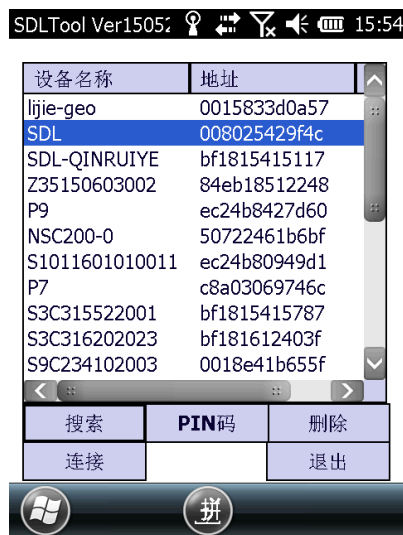 SDLTool Ver1505 15:54
设备名称 地址
lijie-geo 0015833d0a57
SDL 008025429f4c
SDL-QINRUIYE bf1815415117
Z35150603002 84eb18512248
P9 ec24b8427d60
NSC200-0 50722461b6bf
S1011601010011 ec24b80949d1
P7 c8a03069746c
S3C315522001 bf1815415787
S3C316202023 bf181612403f
S9C234102003 0018e41b655f
搜索 PIN码 删除
连接 退出
拼